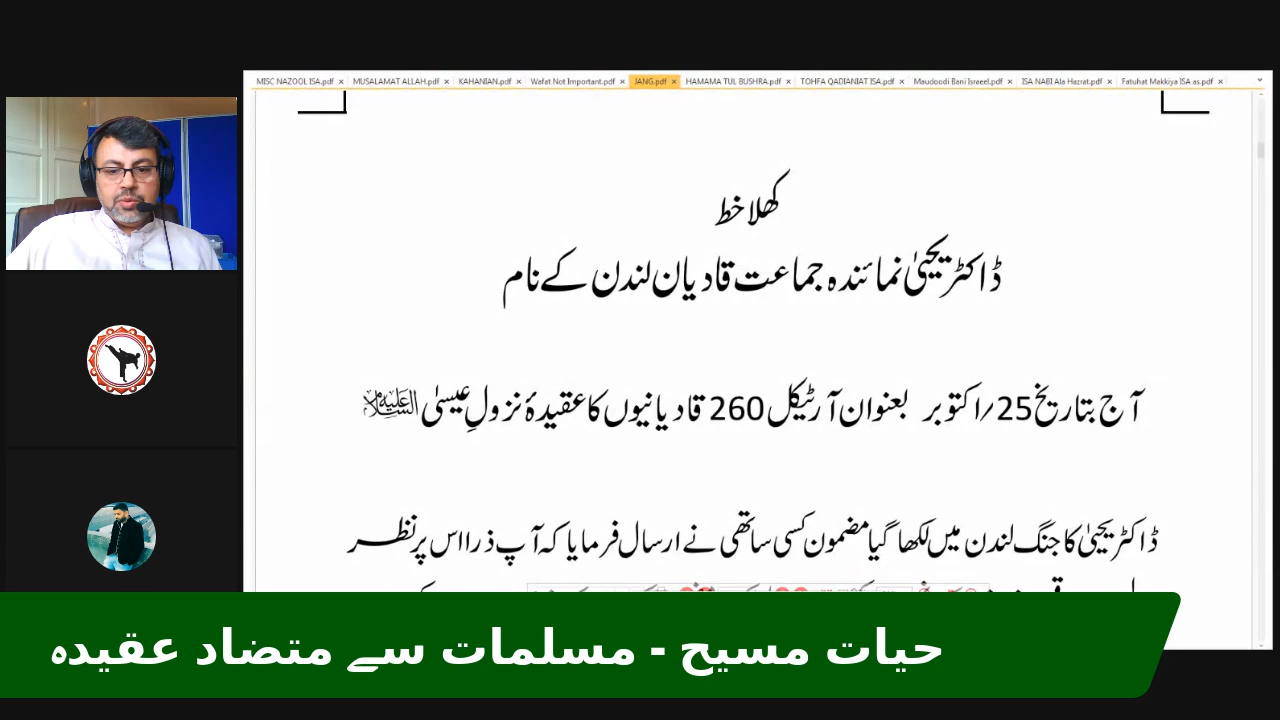 MISC NAZOOL ISA.pdf
MUSALAMAT ALLAH.pdf
KAHANIAN.pdf
Wafat Not Important.pdf
JANG.pdf
HAMAMA TUL BUSHRA.pdf
TOHFA QADIANIAT ISA.pdf
Maudoodi Bani Israeel.pdf
ISA NABI Ala Hazrat.pdf
Fatuhat Makkiya ISA as.pdf
کھلا خط
ڈاکٹر یحییٰ نمائندہ جماعت قادیان لندن کے نام
آج بتاریخ 25/اکتوبر بعنوان آرٹیکل 260 قادیانیوں کا عقیدۂ نزولِ عیسیٰ علیہ السلام
ڈاکٹر یحییٰ کا جنگ لندن میں لکھا گیا مضمون کسی ساتھی نے ارسال فرمایا کہ آپ ذرا اس پر نظر
حیات مسیح - مسلمات سے متضاد عقیدہ